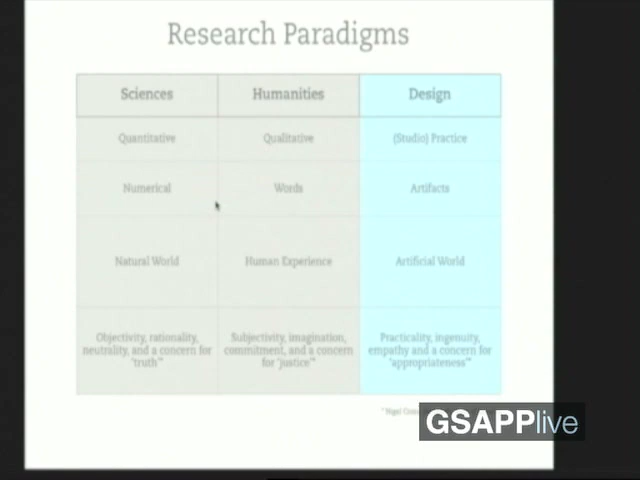 Research Paradigms
Sciences Humanities Design
Quantitative Qualitative (Studio) Practice
Numerical Words Artifacts
Natural World Human Experience Artificial World
Objectivity, rationality, Subjectivity, imagination, Practicality, ingenuity,
neutrality, and a concern for commitment, and a concern empathy and a concern for
'truth'* for 'justice'* 'appropriateness'*
* Nigel
GSAPPlive